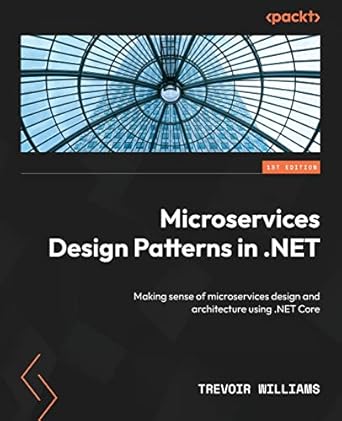 <packt>
1ST EDITION
Microservices
Design Patterns in .NET
Making sense of microservices design and
architecture using .NET Core
TREVOIR WILLIAMS